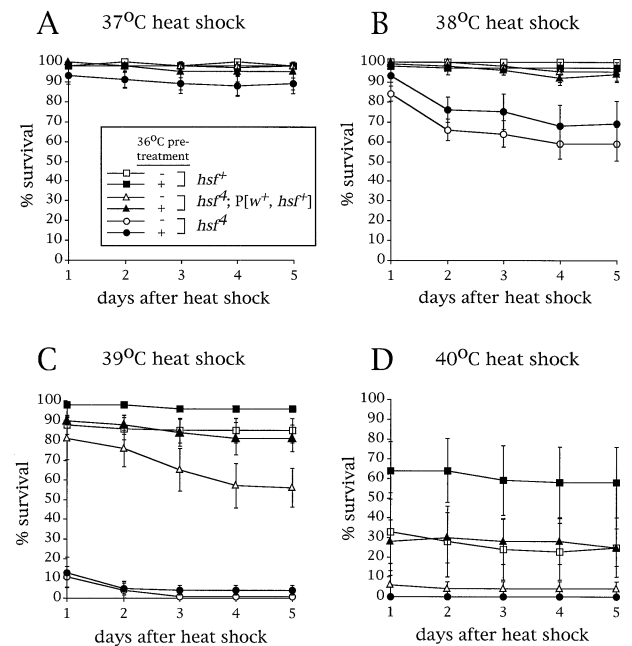 A 37°C heat shock
% survival
100
90
80
70
60
50
40
30
20
10
0
36°C pre-
treatment
- hsf⁺
+
- hsf⁴; P[w⁺, hsf⁺]
+
- hsf⁴
+
1 2 3 4 5
days after heat shock
B 38°C heat shock
% survival
100
90
80
70
60
50
40
30
20
10
0
1 2 3 4 5
days after heat shock
C 39°C heat shock
% survival
100
90
80
70
60
50
40
30
20
10
0
1 2 3 4 5
days after heat shock
D 40°C heat shock
% survival
100
90
80
70
60
50
40
30
20
10
0
1 2 3 4 5
days after heat shock